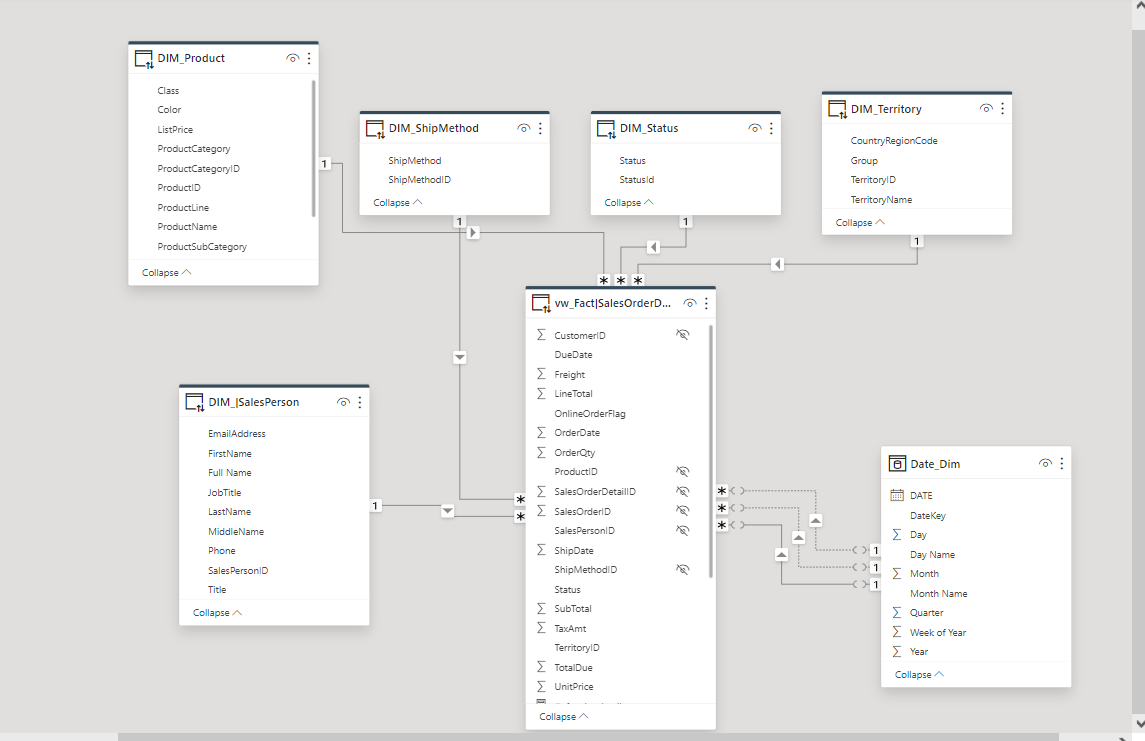 DIM_Product
Class
Color
ListPrice
ProductCategory
ProductCategoryID
ProductID
ProductLine
ProductName
ProductSubCategory
Collapse
1
DIM_ShipMethod
ShipMethod
ShipMethodID
Collapse
1
DIM_Status
Status
StatusId
Collapse
1
DIM_Territory
CountryRegionCode
Group
TerritoryID
TerritoryName
Collapse
1
* * *
vw_Fact|SalesOrderD...
CustomerID
DueDate
Freight
LineTotal
OnlineOrderFlag
OrderDate
OrderQty
ProductID
SalesOrderDetailID
SalesOrderID
SalesPersonID
ShipDate
ShipMethodID
Status
SubTotal
TaxAmt
TerritoryID
TotalDue
UnitPrice
Collapse
*
*
DIM_|SalesPerson
EmailAddress
FirstName
Full Name
JobTitle
LastName
MiddleName
Phone
SalesPersonID
Title
Collapse
1
*
*
*
1
1
1
Date_Dim
DATE
DateKey
Day
Day Name
Month
Month Name
Quarter
Week of Year
Year
Collapse